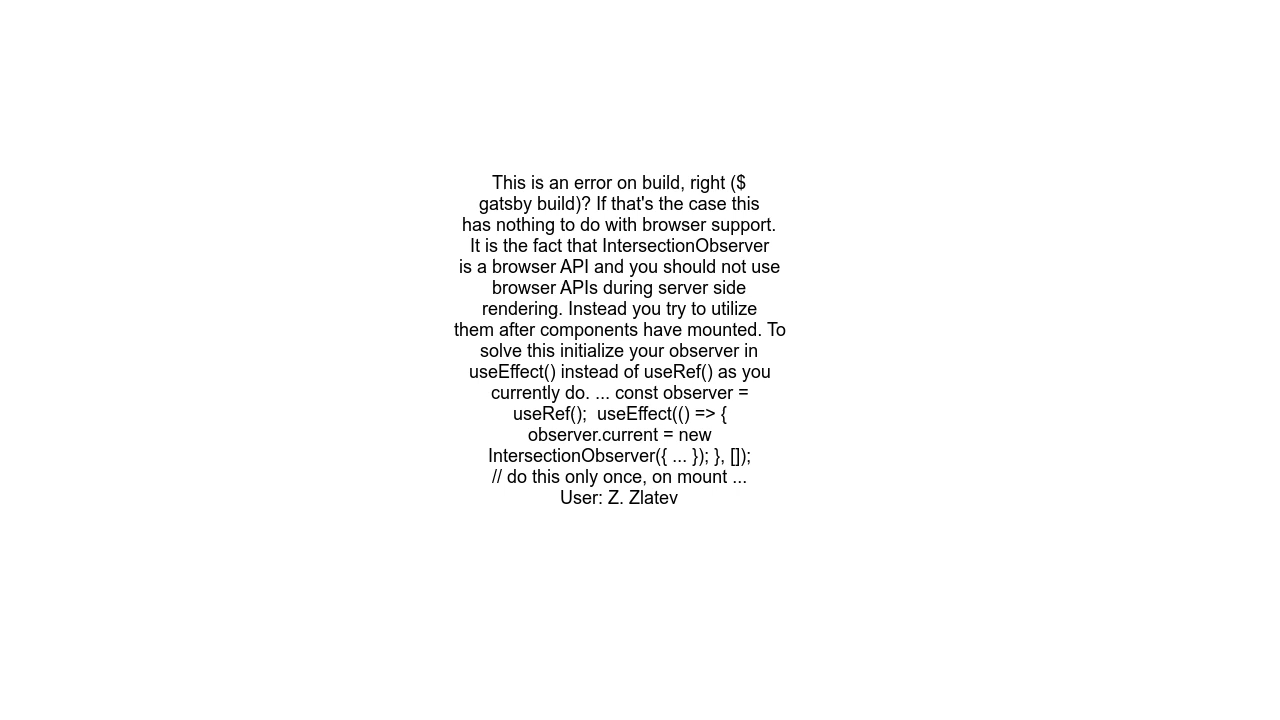 This is an error on build, right ($
gatsby build)? If that's the case this
has nothing to do with browser support.
It is the fact that IntersectionObserver
is a browser API and you should not use
browser APIs during server side
rendering. Instead you try to utilize
them after components have mounted. To
solve this initialize your observer in
useEffect() instead of useRef() as you
currently do. ... const observer =
useRef();  useEffect(() => {
observer.current = new
IntersectionObserver({ ... }); }, []);
// do this only once, on mount ...
User: Z. Zlatev